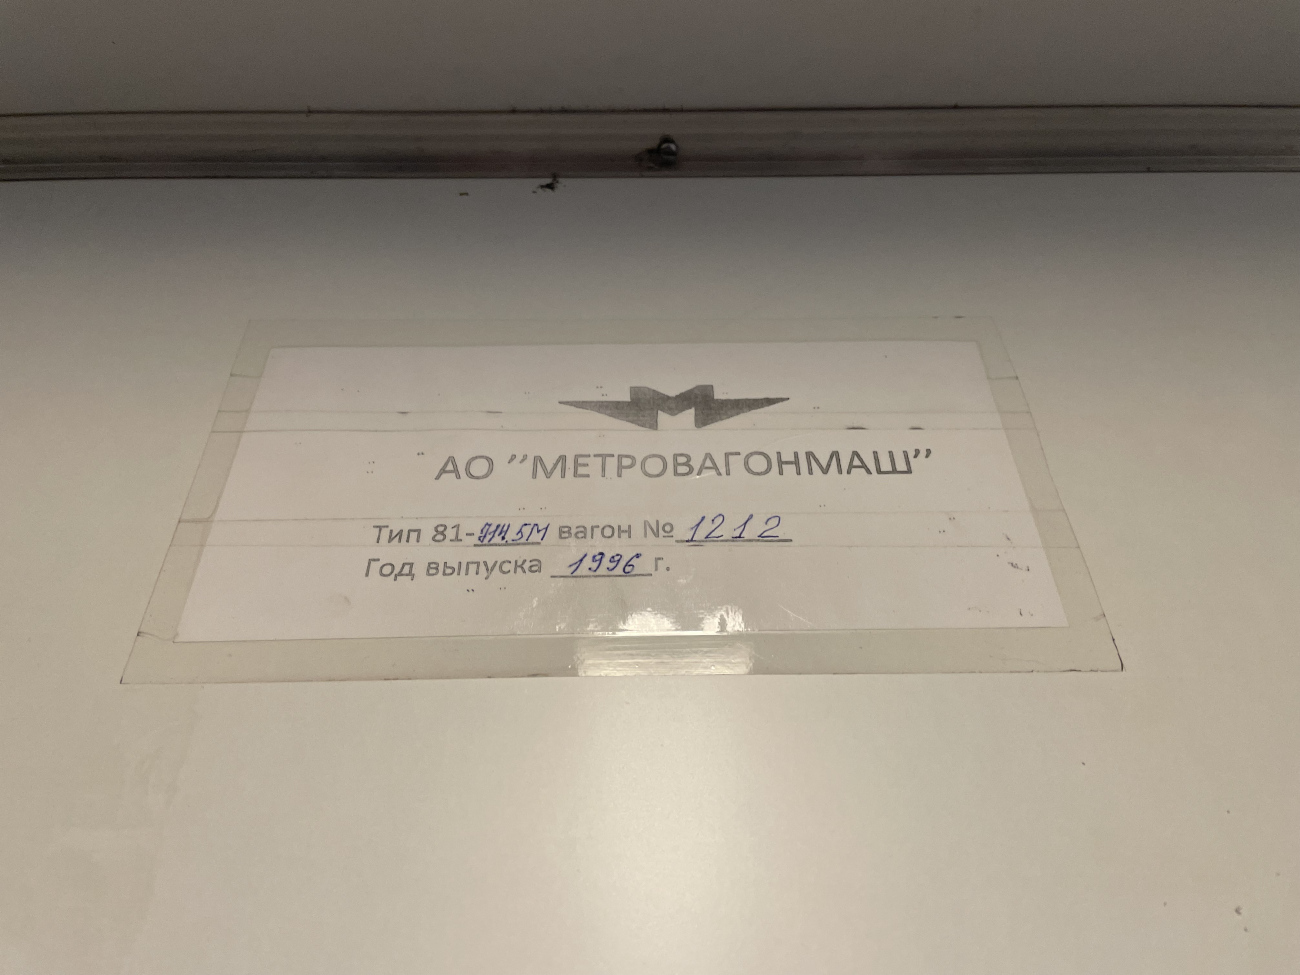 М
АО ’’МЕТРОВАГОНМАШ’’
Тип 81-714.5М вагон № 1212
Год выпуска 1996 г.